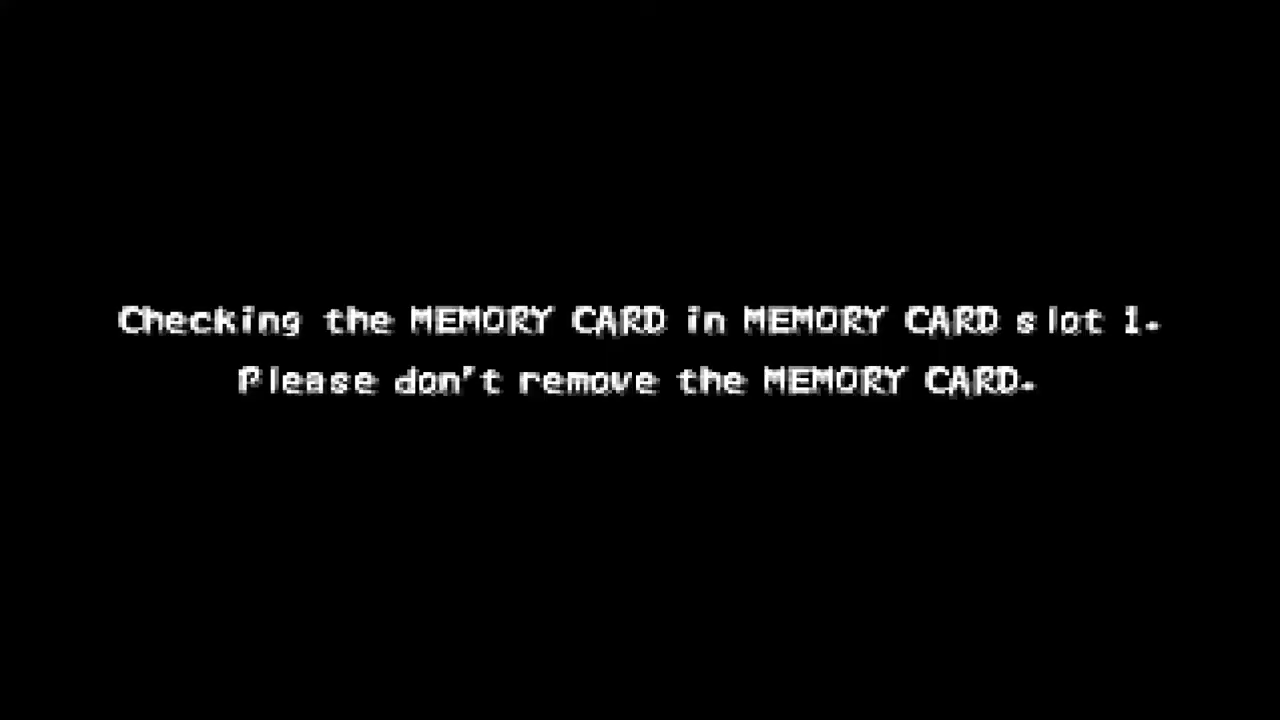 Checking the MEMORY CARD in MEMORY CARD slot 1.
Please don't remove the MEMORY CARD.